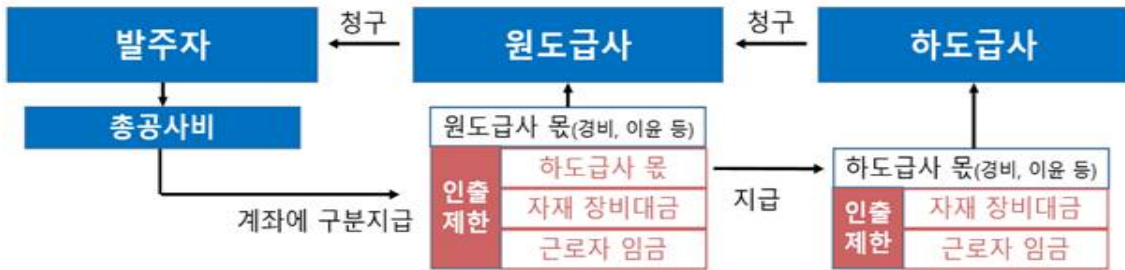 청구
청구
발주자
원도급사
하도급사
총공사비
원도급사 몫(경비, 이윤 등)
인출
제한
하도급사 몫
자재 장비대금
근로자 임금
계좌에 구분지급
지급
하도급사 몫(경비, 이윤 등)
인출
제한
자재 장비대금
근로자 임금